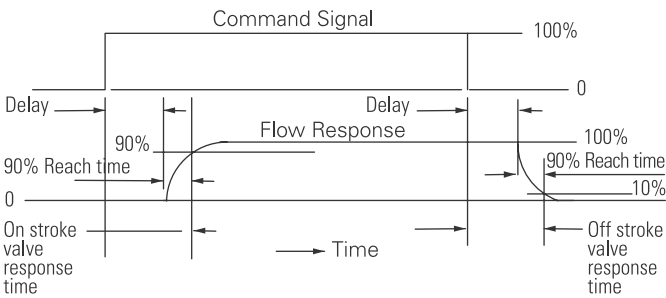 Command Signal
100%
0
Delay
Delay
Flow Response
90%
100%
90% Reach time
90% Reach time
10%
0
On stroke
valve
response
time
Time
Off stroke
valve
response
time